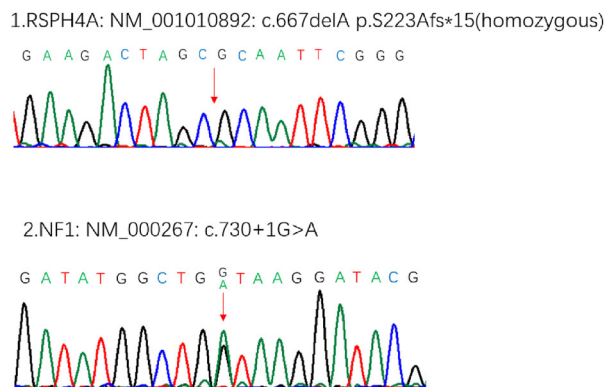 1.RSPH4A: NM_001010892: c.667delA p.S223Afs*15(homozygous)
G A A G A C T A G C G C A A T T C G G G
2.NF1: NM_000267: c.730+1G>A
G A T A T G G C T G G T A A G G A T A C G
A